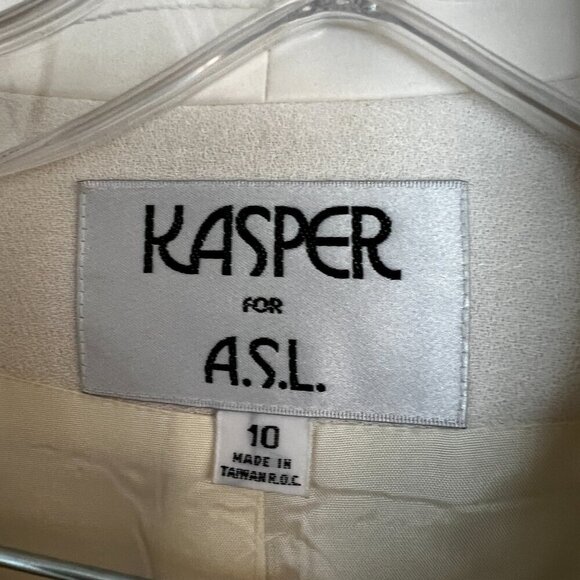 KASPER
FOR
A.S.L.
10
MADE IN
TAIWAN R.O.C.